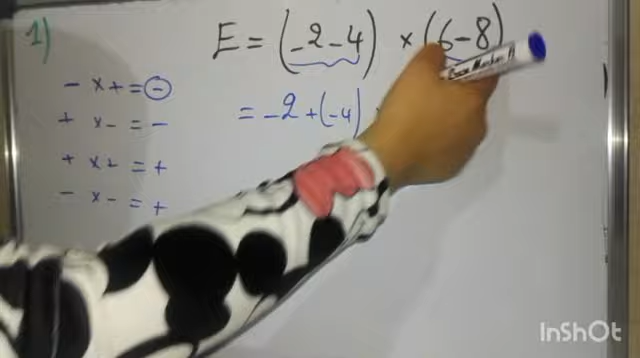 1) E = (-2-4) × (6-8)
- × + = -
= -2 + (-4)
+ × - = -
+ × + = +
- × - = +
InShOt